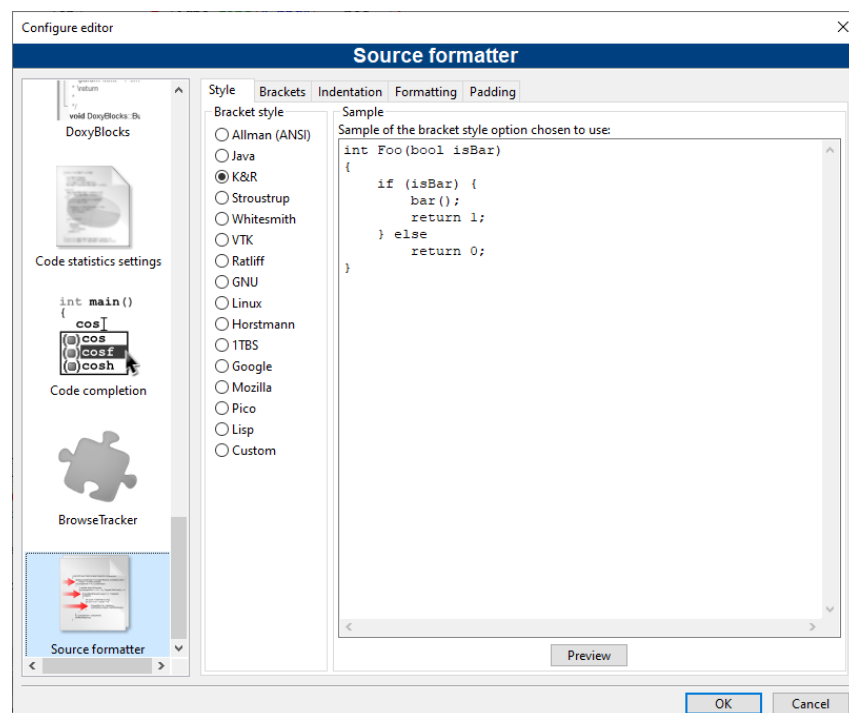 Configure editor
Source formatter
void DoxyBlocks::Bu
DoxyBlocks
Code statistics settings
int main()
{
cos
cos
cosf
cosh
Code completion
BrowseTracker
Source formatter
Style
Brackets
Indentation
Formatting
Padding
Bracket style
Allman (ANSI)
Java
K&R
Stroustrup
Whitesmith
VTK
Ratliff
GNU
Linux
Horstmann
1TBS
Google
Mozilla
Pico
Lisp
Custom
Sample
Sample of the bracket style option chosen to use:
int Foo(bool isBar)
{
    if (isBar) {
        bar();
        return 1;
    } else
        return 0;
}
Preview
OK
Cancel